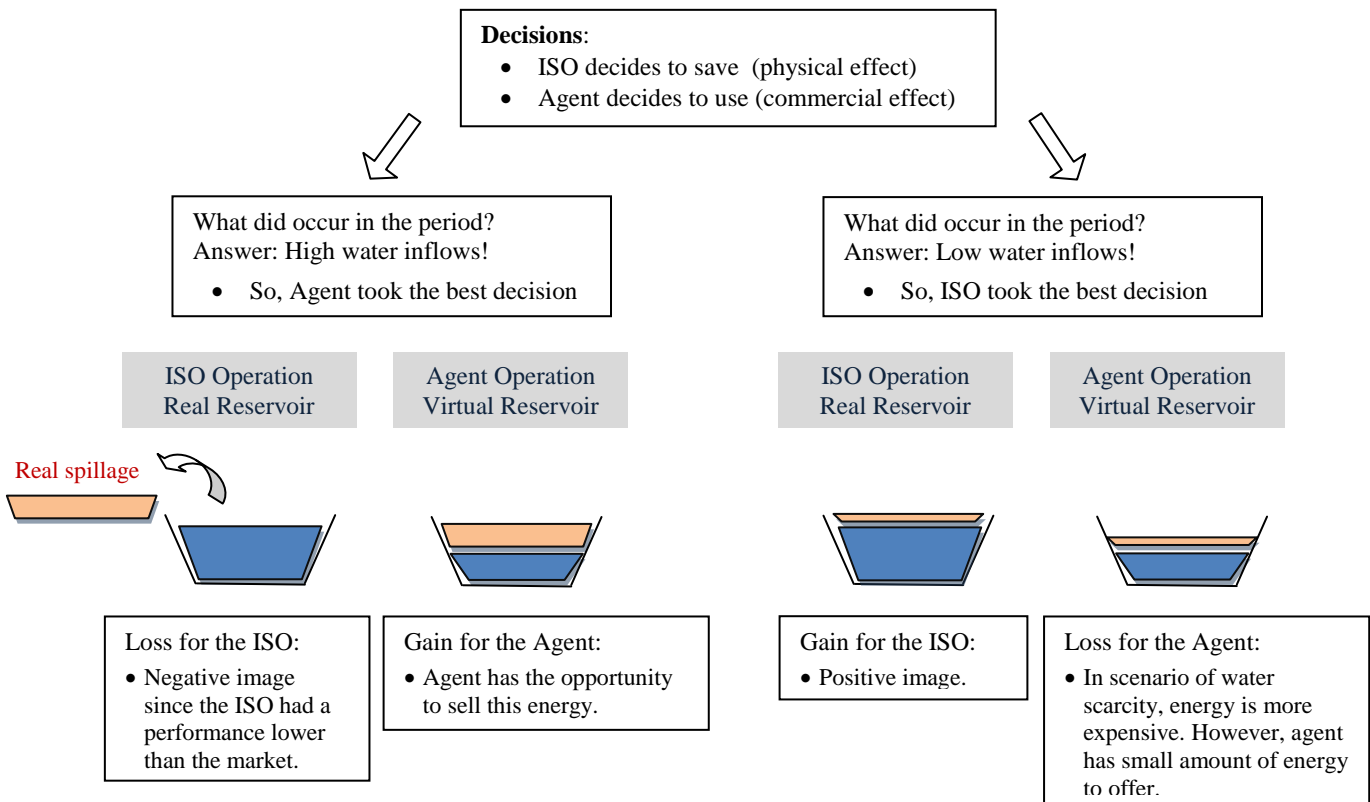 Decisions:
• ISO decides to save (physical effect)
• Agent decides to use (commercial effect)
What did occur in the period?
Answer: High water inflows!
• So, Agent took the best decision
What did occur in the period?
Answer: Low water inflows!
• So, ISO took the best decision
ISO Operation
Real Reservoir
Agent Operation
Virtual Reservoir
ISO Operation
Real Reservoir
Agent Operation
Virtual Reservoir
Real spillage
Loss for the ISO:
• Negative image
since the ISO had a
performance lower
than the market.
Gain for the Agent:
• Agent has the opportunity
to sell this energy.
Gain for the ISO:
• Positive image.
Loss for the Agent:
• In scenario of water
scarcity, energy is more
expensive. However, agent
has small amount of energy
to offer.